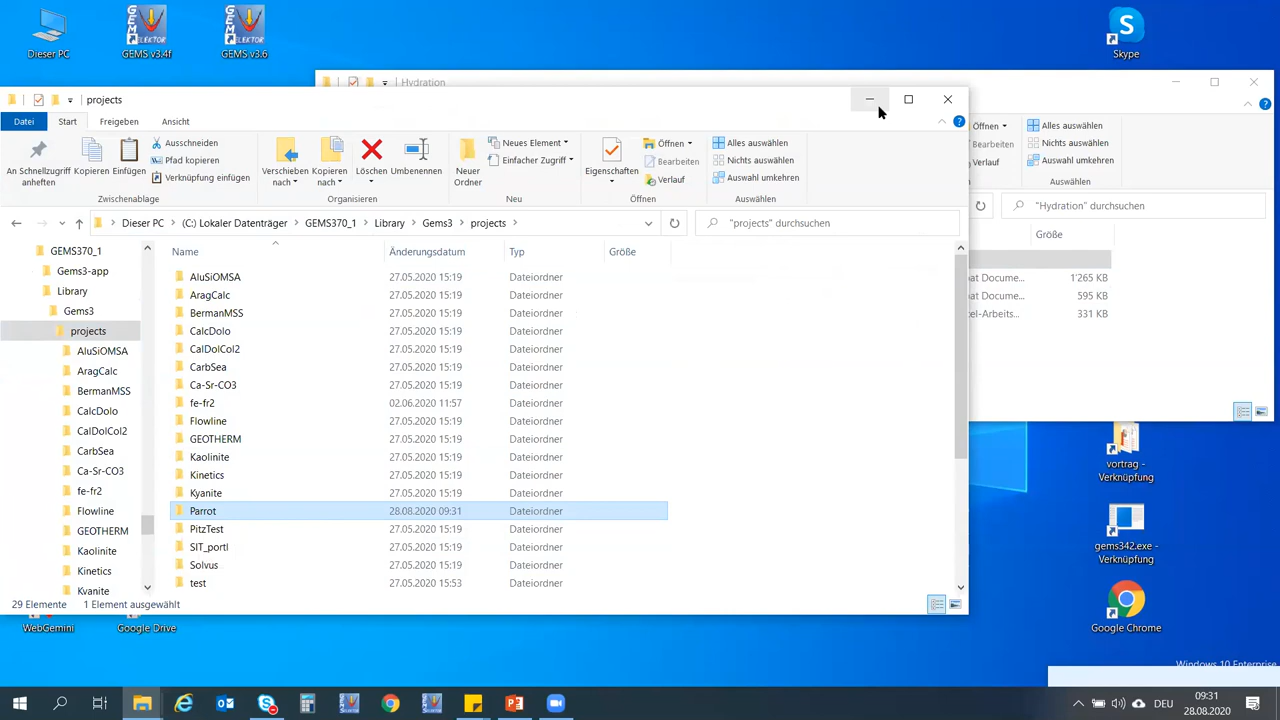 Dieser PC
GEMS v3.4f
GEMS v3.6
Skype
Hydration
projects
Datei Start Freigeben Ansicht
An Schnellzugriff anheften
Kopieren
Einfügen
Ausschneiden
Pfad kopieren
Verknüpfung einfügen
Zwischenablage
Verschieben nach
Kopieren nach
Löschen
Umbenennen
Organisieren
Neuer Ordner
Neues Element
Einfacher Zugriff
Neu
Eigenschaften
Öffnen
Bearbeiten
Verlauf
Öffnen
Alles auswählen
Nichts auswählen
Auswahl umkehren
Auswählen
Öffnen
Bearbeiten
Verlauf
Alles auswählen
Nichts auswählen
Auswahl umkehren
Auswählen
Dieser PC (C:) Lokaler Datenträger GEMS370_1 Library Gems3 projects
"projects" durchsuchen
"Hydration" durchsuchen
GEMS370_1
Gems3-app
Library
Gems3
projects
AluSiOMSA
AragCalc
BermanMSS
CalcDolo
CalDolCol2
CarbSea
Ca-Sr-CO3
fe-fr2
Flowline
GEOTHERM
Kaolinite
Kinetics
Kyanite
Name Änderungsdatum Typ Größe
AluSiOMSA 27.05.2020 15:19 Dateiordner
AragCalc 27.05.2020 15:19 Dateiordner
BermanMSS 27.05.2020 15:19 Dateiordner
CalcDolo 27.05.2020 15:19 Dateiordner
CalDolCol2 27.05.2020 15:19 Dateiordner
CarbSea 27.05.2020 15:19 Dateiordner
Ca-Sr-CO3 27.05.2020 15:19 Dateiordner
fe-fr2 02.06.2020 11:57 Dateiordner
Flowline 27.05.2020 15:19 Dateiordner
GEOTHERM 27.05.2020 15:19 Dateiordner
Kaolinite 27.05.2020 15:19 Dateiordner
Kinetics 27.05.2020 15:19 Dateiordner
Kyanite 27.05.2020 15:19 Dateiordner
Parrot 28.08.2020 09:31 Dateiordner
PitzTest 27.05.2020 15:19 Dateiordner
SIT_portl 27.05.2020 15:19 Dateiordner
Solvus 27.05.2020 15:19 Dateiordner
test 27.05.2020 15:53 Dateiordner
29 Elemente 1 Element ausgewählt
Größe
bat Docume... 1'265 KB
bat Docume... 595 KB
cel-Arbeits... 331 KB
vortrag - Verknüpfung
gems342.exe - Verknüpfung
Google Chrome
WebGemini
Google Drive
Windows 10 Enterprise
DEU
09:31
28.08.2020